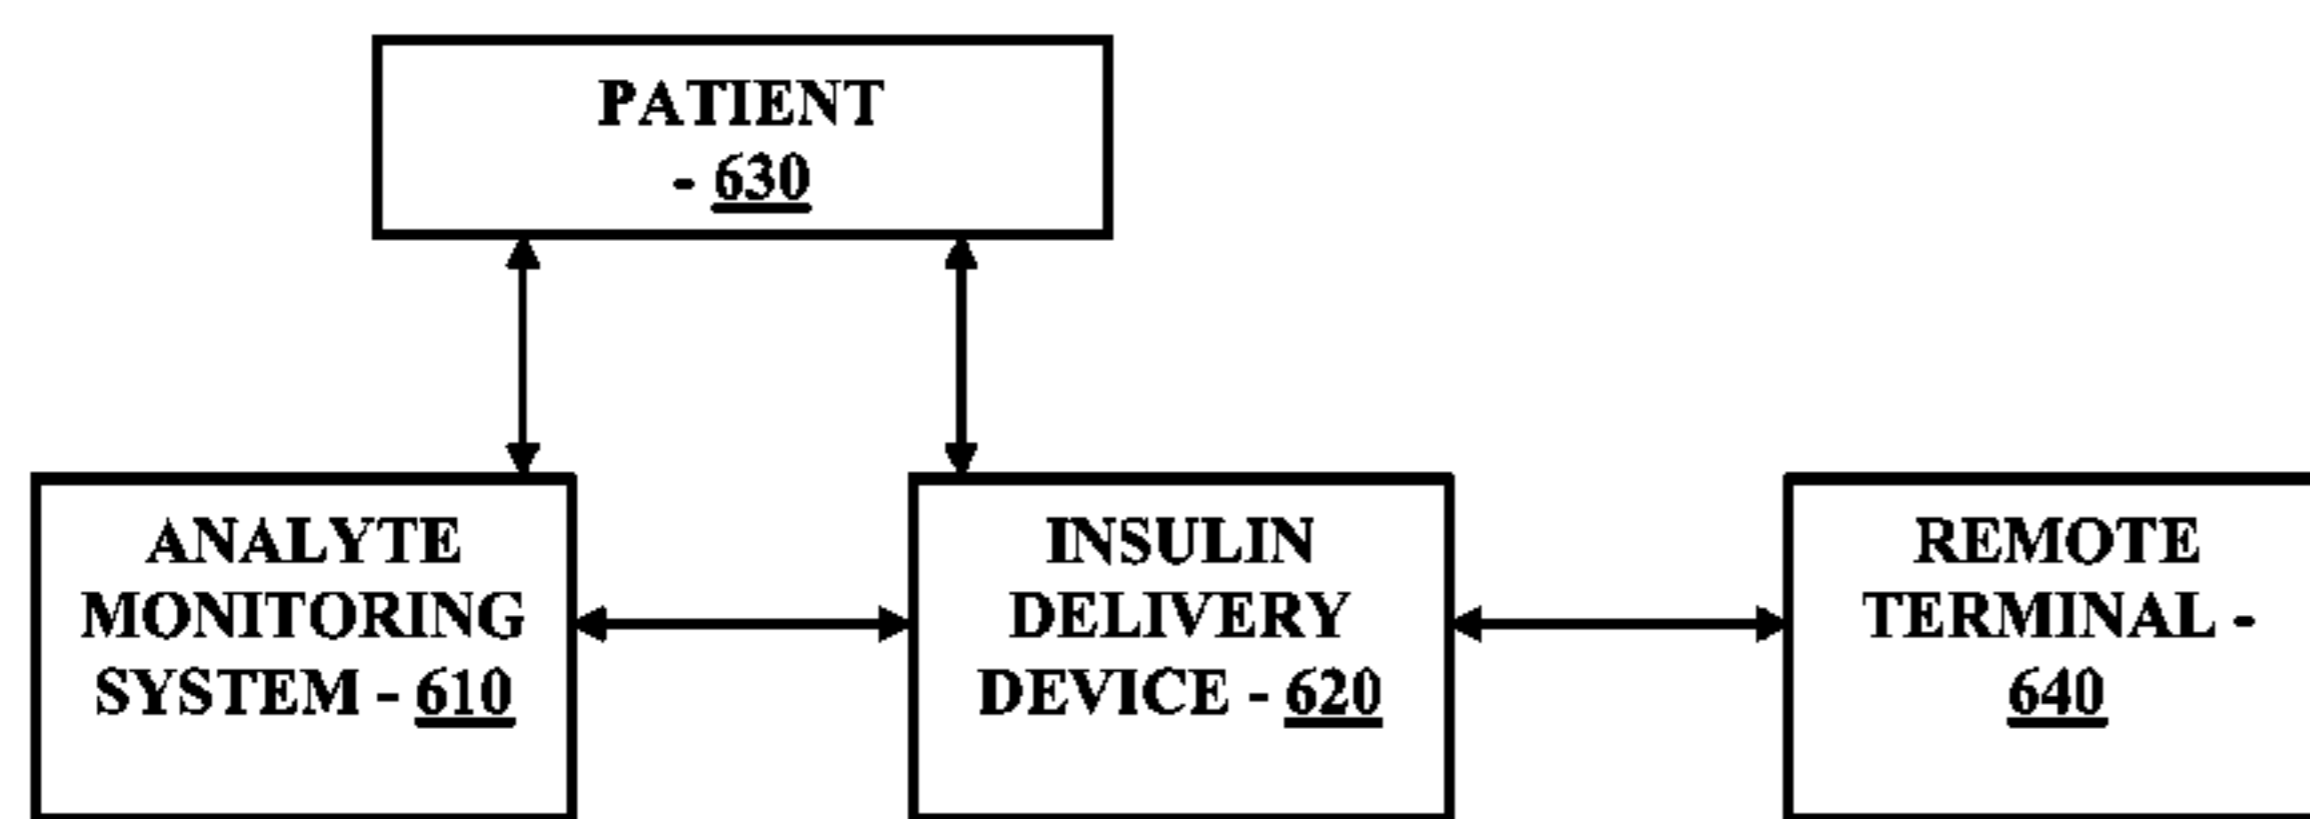 PATIENT
- 630
ANALYTE
MONITORING
SYSTEM - 610
INSULIN
DELIVERY
DEVICE - 620
REMOTE
TERMINAL -
640